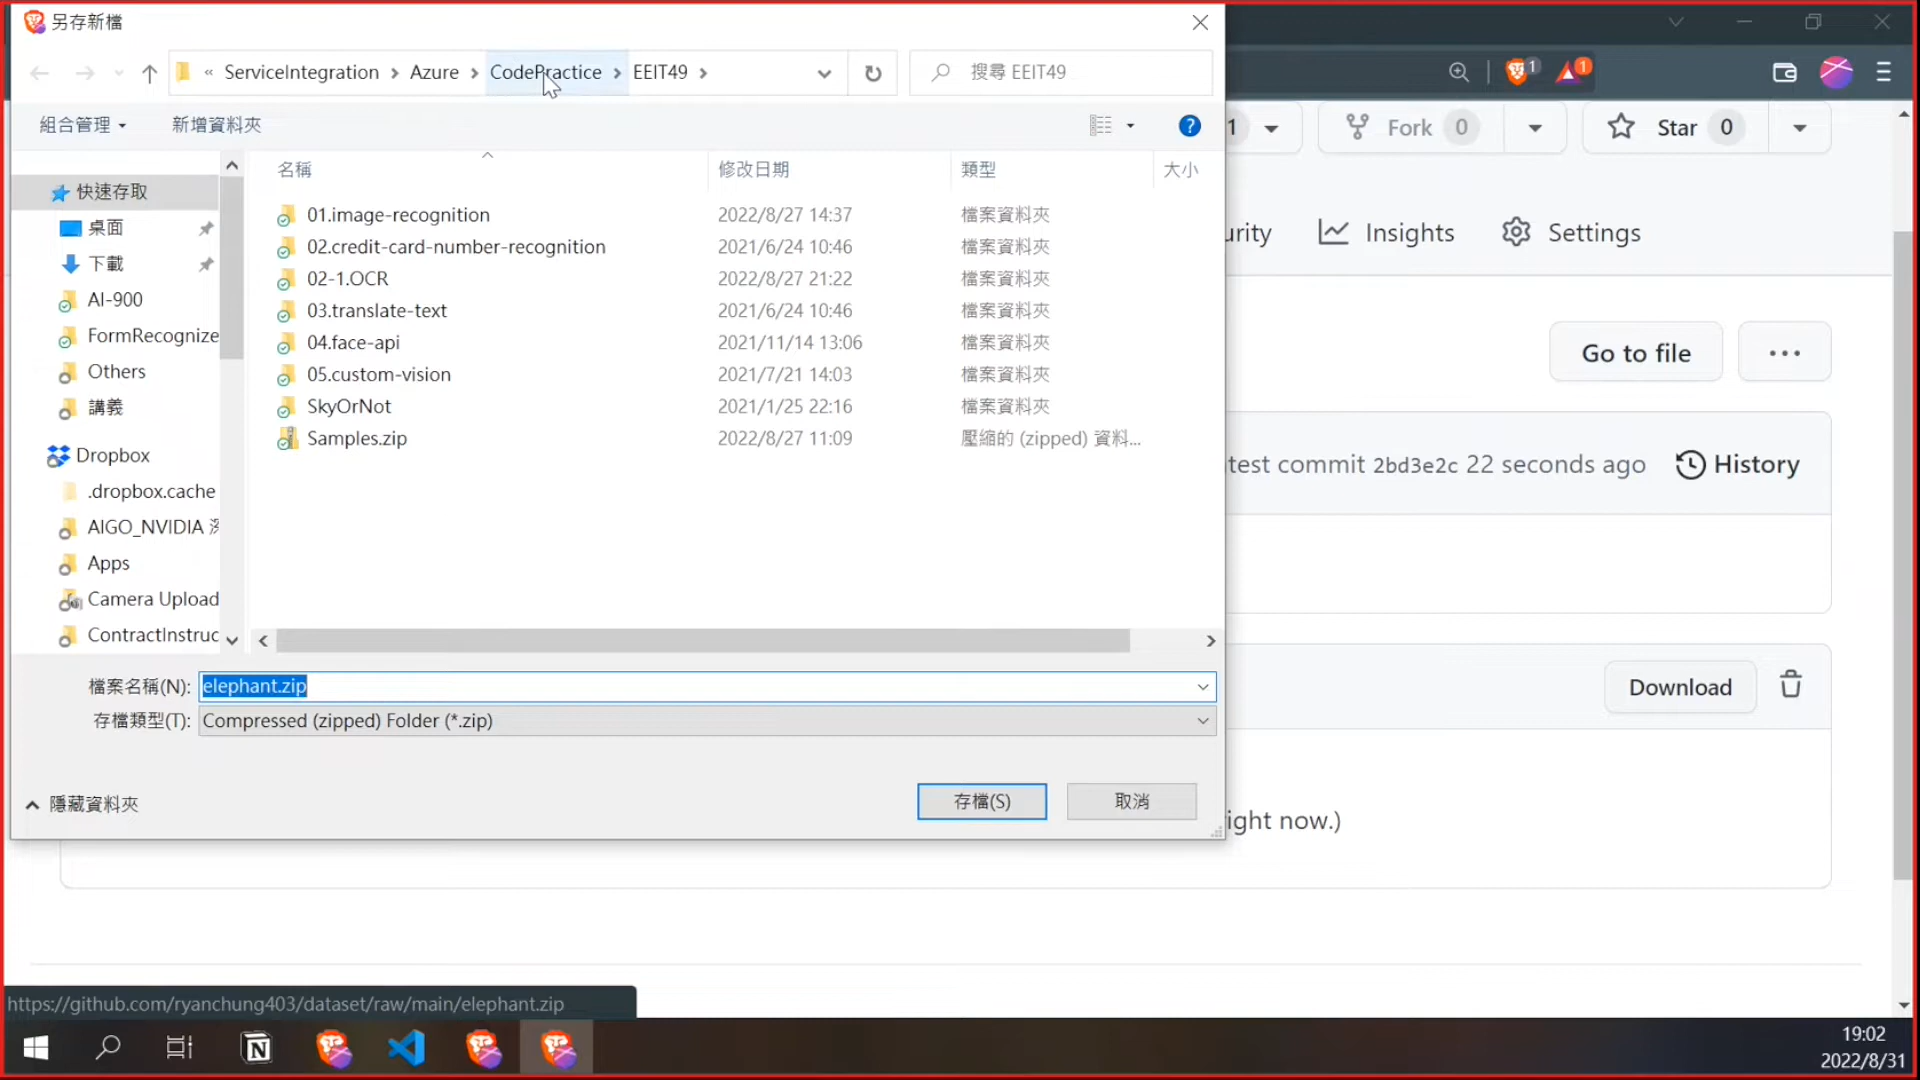 另存新檔
« ServiceIntegration › Azure › CodePractice › EEIT49 ›
搜尋 EEIT49
1
1
組合管理
新增資料夾
1
Fork 0
Star 0
名稱
修改日期
類型
大小
快速存取
桌面
下載
AI-900
FormRecognize
Others
講義
Dropbox
.dropbox.cache
AIGO_NVIDIA
Apps
Camera Upload
ContractInstruc
01.image-recognition 2022/8/27 14:37 檔案資料夾
02.credit-card-number-recognition 2021/6/24 10:46 檔案資料夾
02-1.OCR 2022/8/27 21:22 檔案資料夾
03.translate-text 2021/6/24 10:46 檔案資料夾
04.face-api 2021/11/14 13:06 檔案資料夾
05.custom-vision 2021/7/21 14:03 檔案資料夾
SkyOrNot 2021/1/25 22:16 檔案資料夾
Samples.zip 2022/8/27 11:09 壓縮的 (zipped) 資料...
urity
Insights
Settings
Go to file
test commit 2bd3e2c 22 seconds ago
History
檔案名稱(N): elephant.zip
存檔類型(T): Compressed (zipped) Folder (*.zip)
Download
隱藏資料夾
存檔(S)
取消
ight now.)
https://github.com/ryanchung403/dataset/raw/main/elephant.zip
19:02
2022/8/31